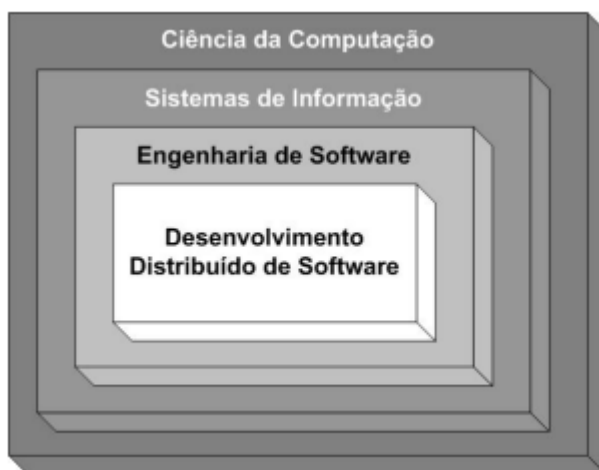 Ciência da Computação
Sistemas de Informação
Engenharia de Software
Desenvolvimento
Distribuído de Software